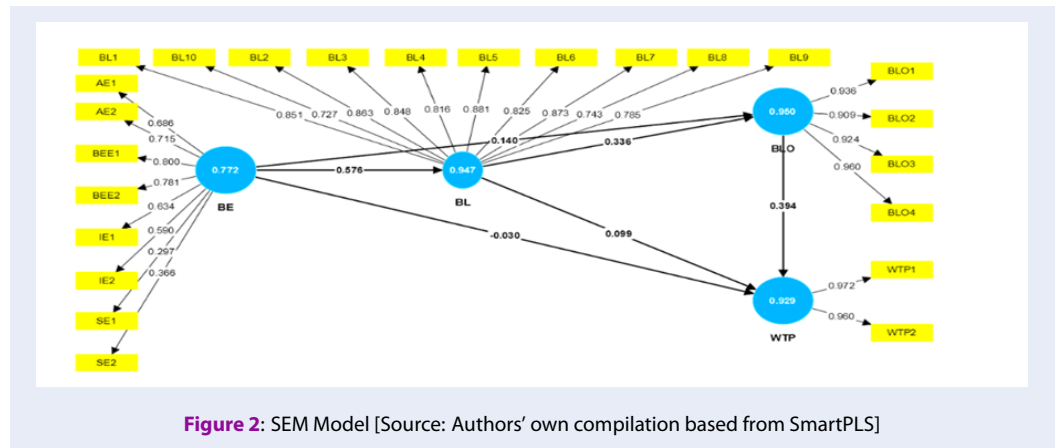 BL1 BL10 BL2 BL3 BL4 BL5 BL6 BL7 BL8 BL9
AE1
AE2
BEE1
BEE2
IE1
IE2
SE1
SE2
0.686
0.715
0.800
0.781
0.634
0.590
0.297
0.366
0.772
BE
0.851 0.727 0.863 0.848 0.816 0.881 0.825 0.873 0.743 0.785
0.576
0.947
BL
0.140
0.336
-0.030
0.099
0.950
BLO
0.936
0.909
0.924
0.960
BLO1
BLO2
BLO3
BLO4
0.394
0.929
WTP
0.972
0.960
WTP1
WTP2
Figure 2: SEM Model [Source: Authors' own compilation based from SmartPLS]